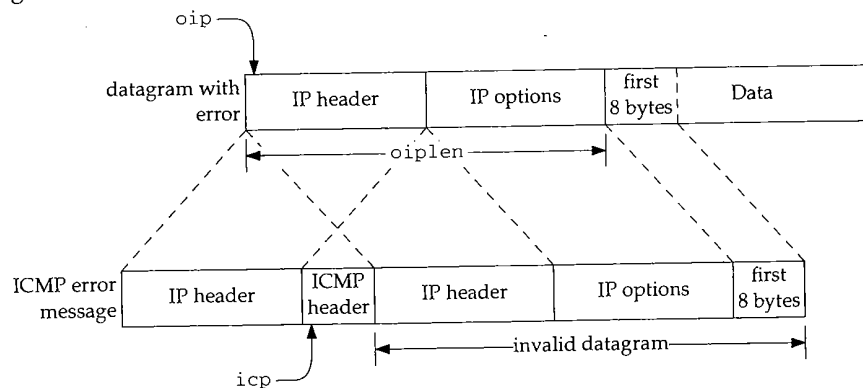 oip
datagram with
error
IP header
IP options
first
8 bytes
Data
oiplen
ICMP error
message
IP header
ICMP
header
IP header
IP options
first
8 bytes
invalid datagram
icp